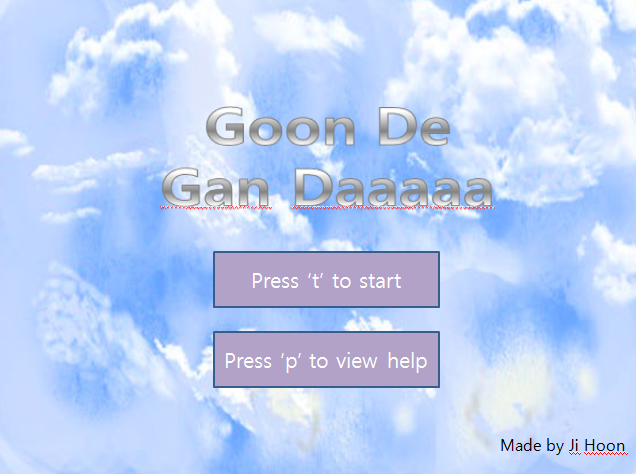 Goon De
Gan Daaaaa
Press ‘t’ to start
Press ‘p’ to view help
Made by Ji Hoon